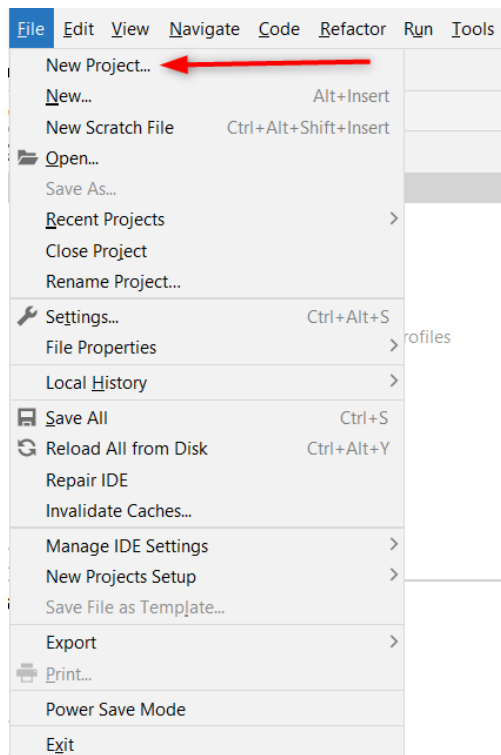 File Edit View Navigate Code Refactor Run Tools
New Project...
New... Alt+Insert
New Scratch File Ctrl+Alt+Shift+Insert
Open...
Save As...
Recent Projects
Close Project
Rename Project...
Settings... Ctrl+Alt+S
rofiles
File Properties
Local History
Save All Ctrl+S
Reload All from Disk Ctrl+Alt+Y
Repair IDE
Invalidate Caches...
Manage IDE Settings
New Projects Setup
Save File as Template...
Export
Print...
Power Save Mode
Exit